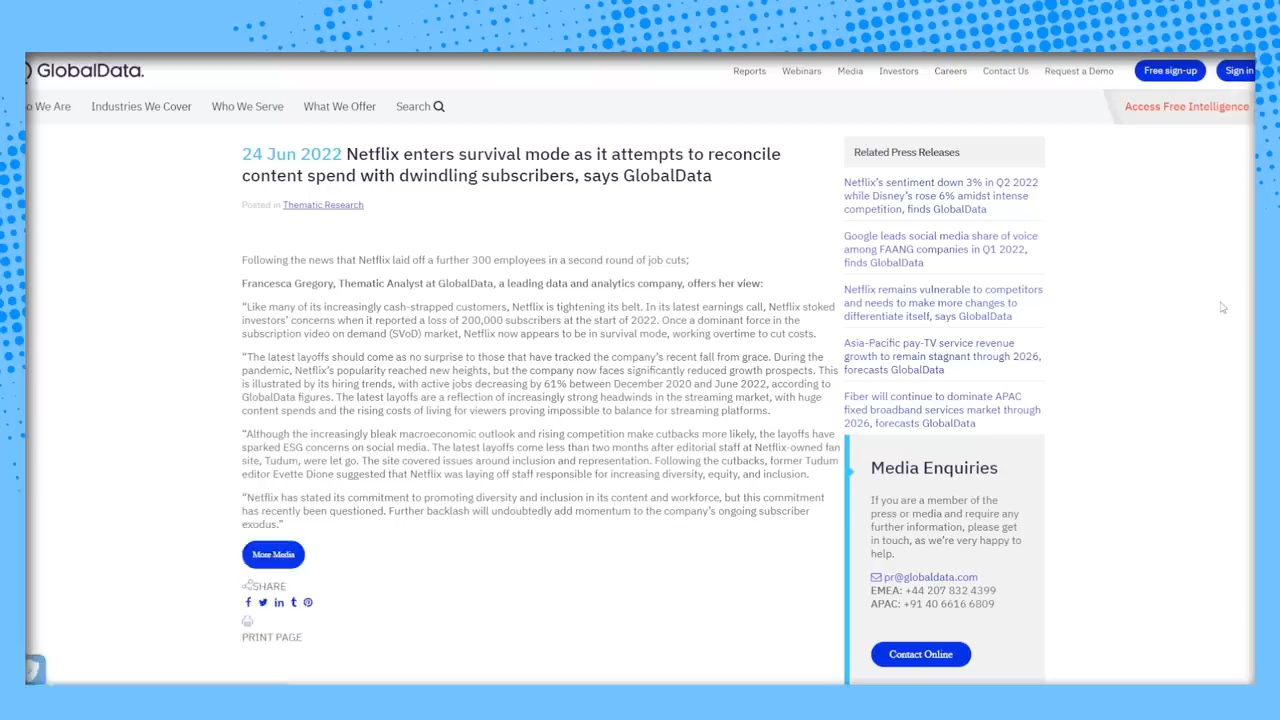 GlobalData.
Reports Webinars Media Investors Careers Contact Us Request a Demo Free sign-up Sign in
o We Are Industries We Cover Who We Serve What We Offer Search Access Free Intelligence
24 Jun 2022 Netflix enters survival mode as it attempts to reconcile
content spend with dwindling subscribers, says GlobalData
Posted in Thematic Research
Following the news that Netflix laid off a further 300 employees in a second round of job cuts;
Francesca Gregory, Thematic Analyst at GlobalData, a leading data and analytics company, offers her view:
“Like many of its increasingly cash-strapped customers, Netflix is tightening its belt. In its latest earnings call, Netflix stoked
investors’ concerns when it reported a loss of 200,000 subscribers at the start of 2022. Once a dominant force in the
subscription video on demand (SVoD) market, Netflix now appears to be in survival mode, working overtime to cut costs.
“The latest layoffs should come as no surprise to those that have tracked the company’s recent fall from grace. During the
pandemic, Netflix’s popularity reached new heights, but the company now faces significantly reduced growth prospects. This
is illustrated by its hiring trends, with active jobs decreasing by 61% between December 2020 and June 2022, according to
GlobalData figures. The latest layoffs are a reflection of increasingly strong headwinds in the streaming market, with huge
content spends and the rising costs of living for viewers proving impossible to balance for streaming platforms.
“Although the increasingly bleak macroeconomic outlook and rising competition make cutbacks more likely, the layoffs have
sparked ESG concerns on social media. The latest layoffs come less than two months after editorial staff at Netflix-owned fan
site, Tudum, were let go. The site covered issues around inclusion and representation. Following the cutbacks, former Tudum
editor Evette Dione suggested that Netflix was laying off staff responsible for increasing diversity, equity, and inclusion.
“Netflix has stated its commitment to promoting diversity and inclusion in its content and workforce, but this commitment
has recently been questioned. Further backlash will undoubtedly add momentum to the company’s ongoing subscriber
exodus.”
More Media
SHARE
PRINT PAGE
Related Press Releases
Netflix’s sentiment down 3% in Q2 2022
while Disney’s rose 6% amidst intense
competition, finds GlobalData
Google leads social media share of voice
among FAANG companies in Q1 2022,
finds GlobalData
Netflix remains vulnerable to competitors
and needs to make more changes to
differentiate itself, says GlobalData
Asia-Pacific pay-TV service revenue
growth to remain stagnant through 2026,
forecasts GlobalData
Fiber will continue to dominate APAC
fixed broadband services market through
2026, forecasts GlobalData
Media Enquiries
If you are a member of the
press or media and require any
further information, please get
in touch, as we’re very happy to
help.
pr@globaldata.com
EMEA: +44 207 832 4399
APAC: +91 40 6616 6809
Contact Online